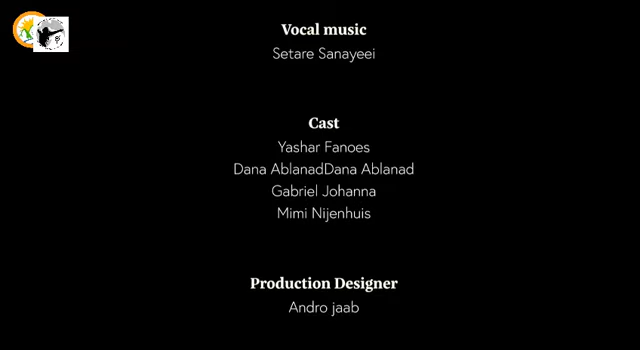 Vocal music
Setare Sanayeei
Cast
Yashar Fanoes
Dana AblanadDana Ablanad
Gabriel Johanna
Mimi Nijenhuis
Production Designer
Andro jaab